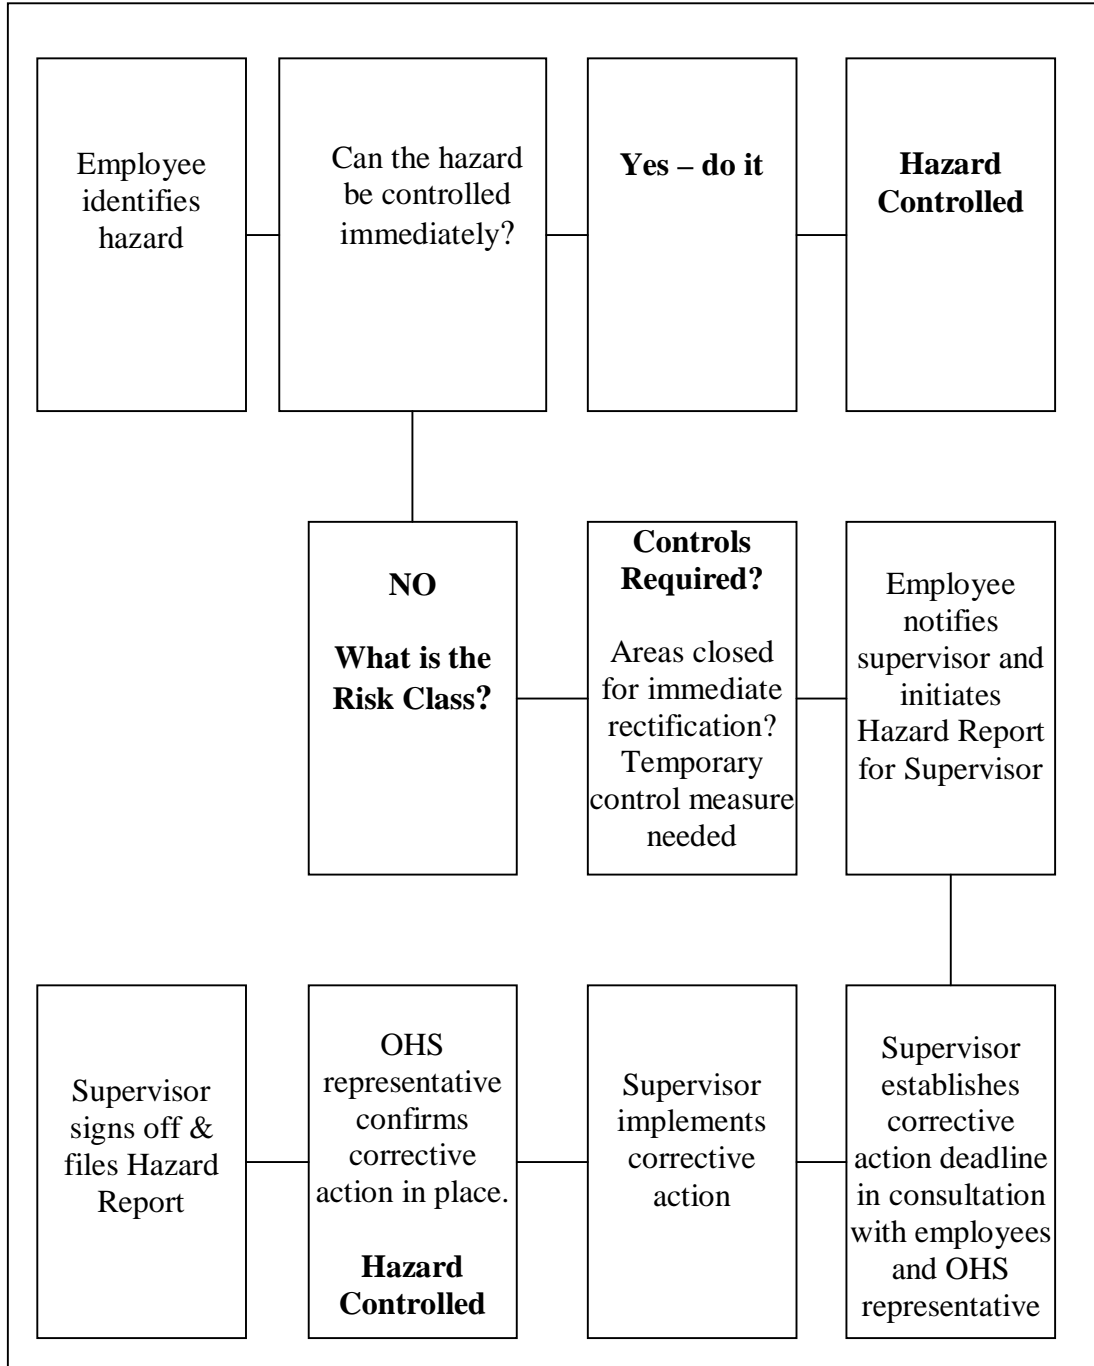 Employee
identifies
hazard
Can the hazard
be controlled
immediately?
Yes – do it
Hazard
Controlled
NO
What is the
Risk Class?
Controls
Required?
Areas closed
for immediate
rectification?
Temporary
control measure
needed
Employee
notifies
supervisor and
initiates
Hazard Report
for Supervisor
Supervisor
signs off &
files Hazard
Report
OHS
representative
confirms
corrective
action in place.
Hazard
Controlled
Supervisor
implements
corrective
action
Supervisor
establishes
corrective
action deadline
in consultation
with employees
and OHS
representative